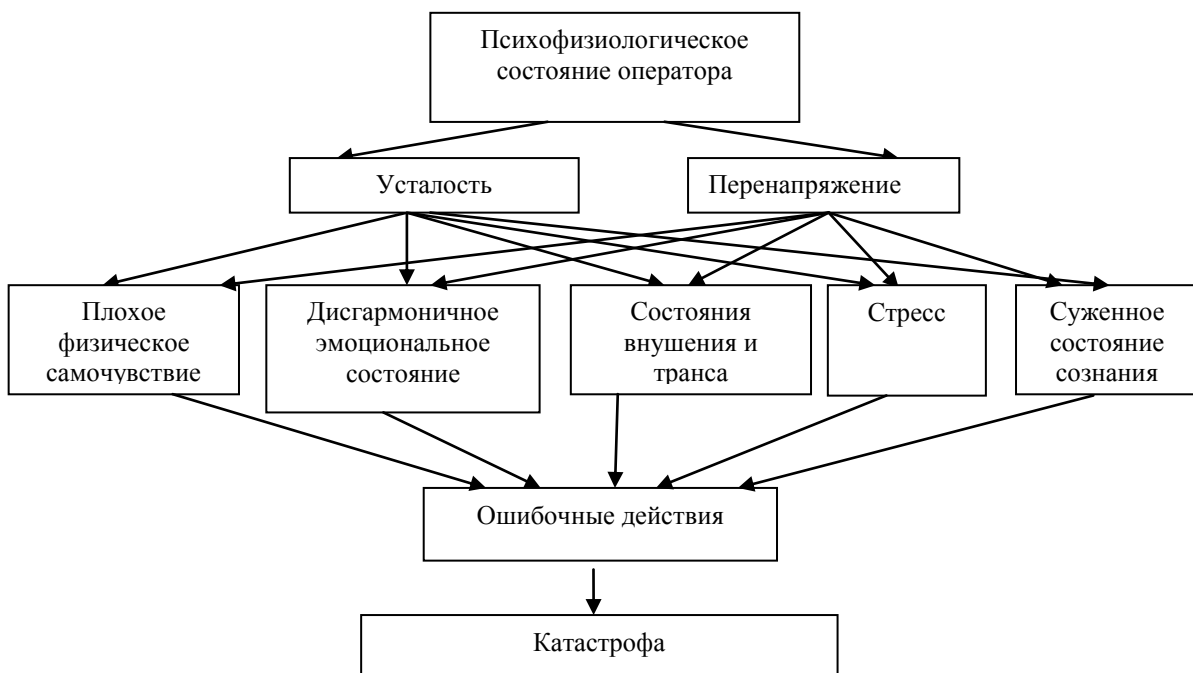 Психофизиологическое
состояние оператора
Усталость
Перенапряжение
Плохое
физическое
самочувствие
Дисгармоничное
эмоциональное
состояние
Состояния
внушения и
транса
Стресс
Суженное
состояние
сознания
Ошибочные действия
Катастрофа